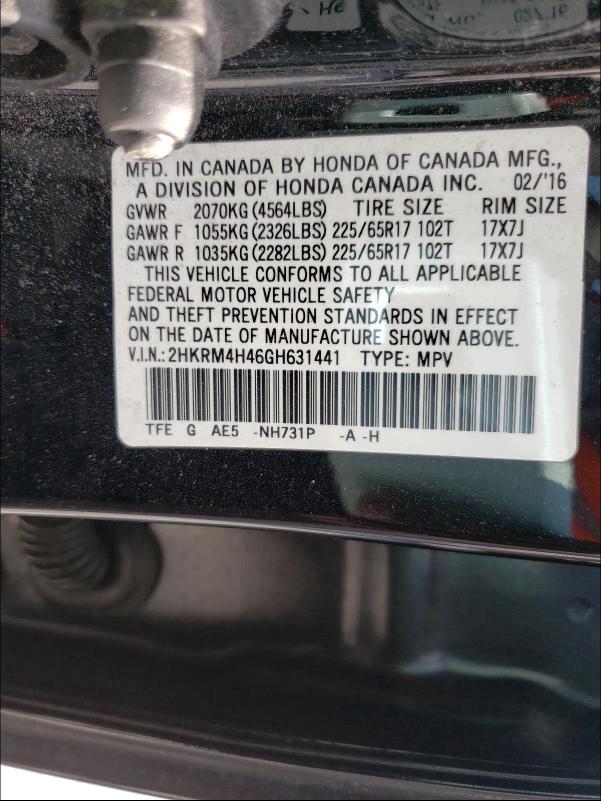 MFD. IN CANADA BY HONDA OF CANADA MFG.,
A DIVISION OF HONDA CANADA INC. 02/'16
GVWR 2070KG (4564LBS) TIRE SIZE RIM SIZE
GAWR F 1055KG (2326LBS) 225/65R17 102T 17X7J
GAWR R 1035KG (2282LBS) 225/65R17 102T 17X7J
THIS VEHICLE CONFORMS TO ALL APPLICABLE
FEDERAL MOTOR VEHICLE SAFETY
AND THEFT PREVENTION STANDARDS IN EFFECT
ON THE DATE OF MANUFACTURE SHOWN ABOVE.
V.I.N.: 2HKRM4H46GH631441 TYPE: MPV
TFE G AE5 -NH731P -A -H